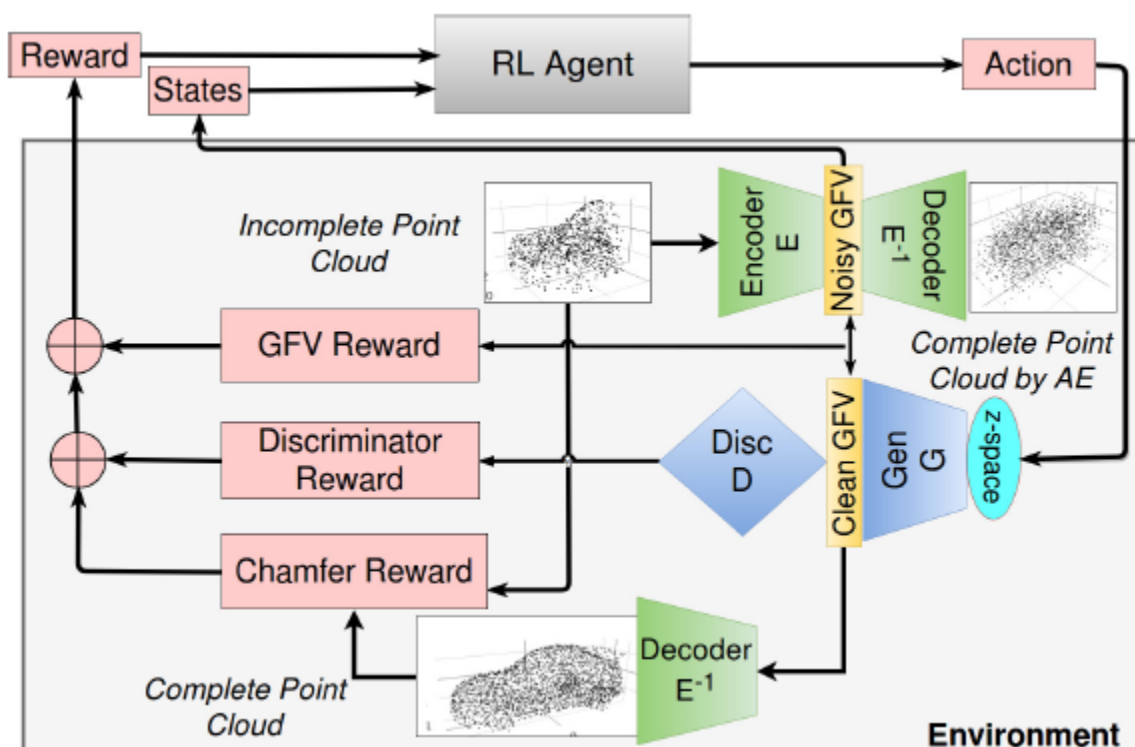 Reward
RL Agent
Action
States
Incomplete Point
Cloud
Encoder
E
Noisy GFV
Decoder
E-1
GFV Reward
Complete Point
Cloud by AE
Discriminator
Reward
Disc
D
Clean GFV
Gen
G
z-space
Chamfer Reward
Decoder
E-1
Complete Point
Cloud
Environment